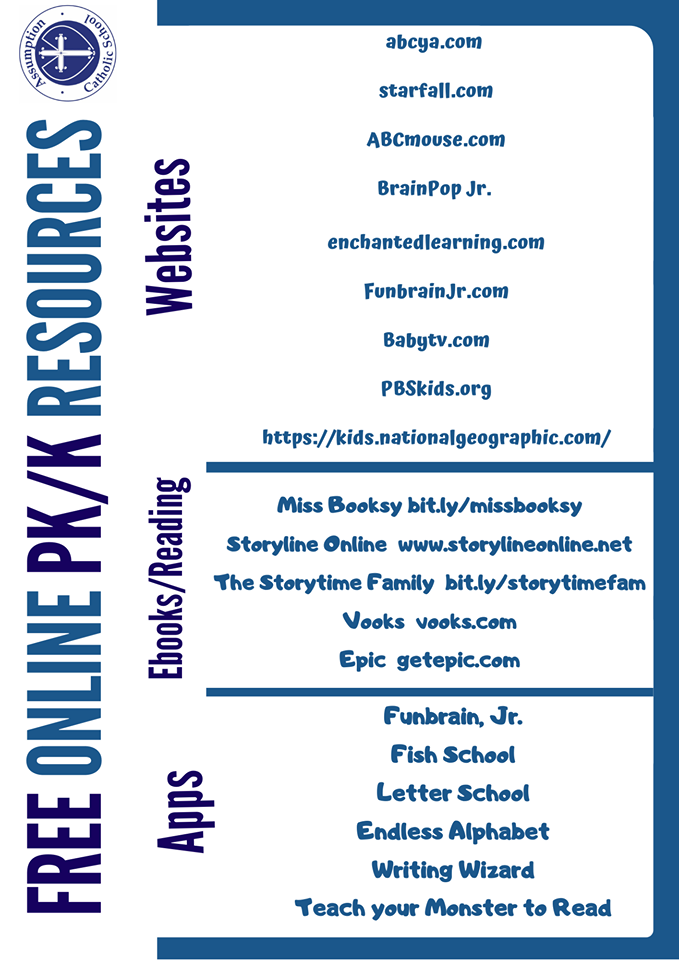 Assumption Catholic School
FREE ONLINE PK/K RESOURCES
Websites
abcya.com
starfall.com
ABCmouse.com
BrainPop Jr.
enchantedlearning.com
FunbrainJr.com
Babytv.com
PBSkids.org
https://kids.nationalgeographic.com/
Ebooks/Reading
Miss Booksy bit.ly/missbooksy
Storyline Online www.storylineonline.net
The Storytime Family bit.ly/storytimefam
Vooks vooks.com
Epic getepic.com
Apps
Funbrain, Jr.
Fish School
Letter School
Endless Alphabet
Writing Wizard
Teach your Monster to Read